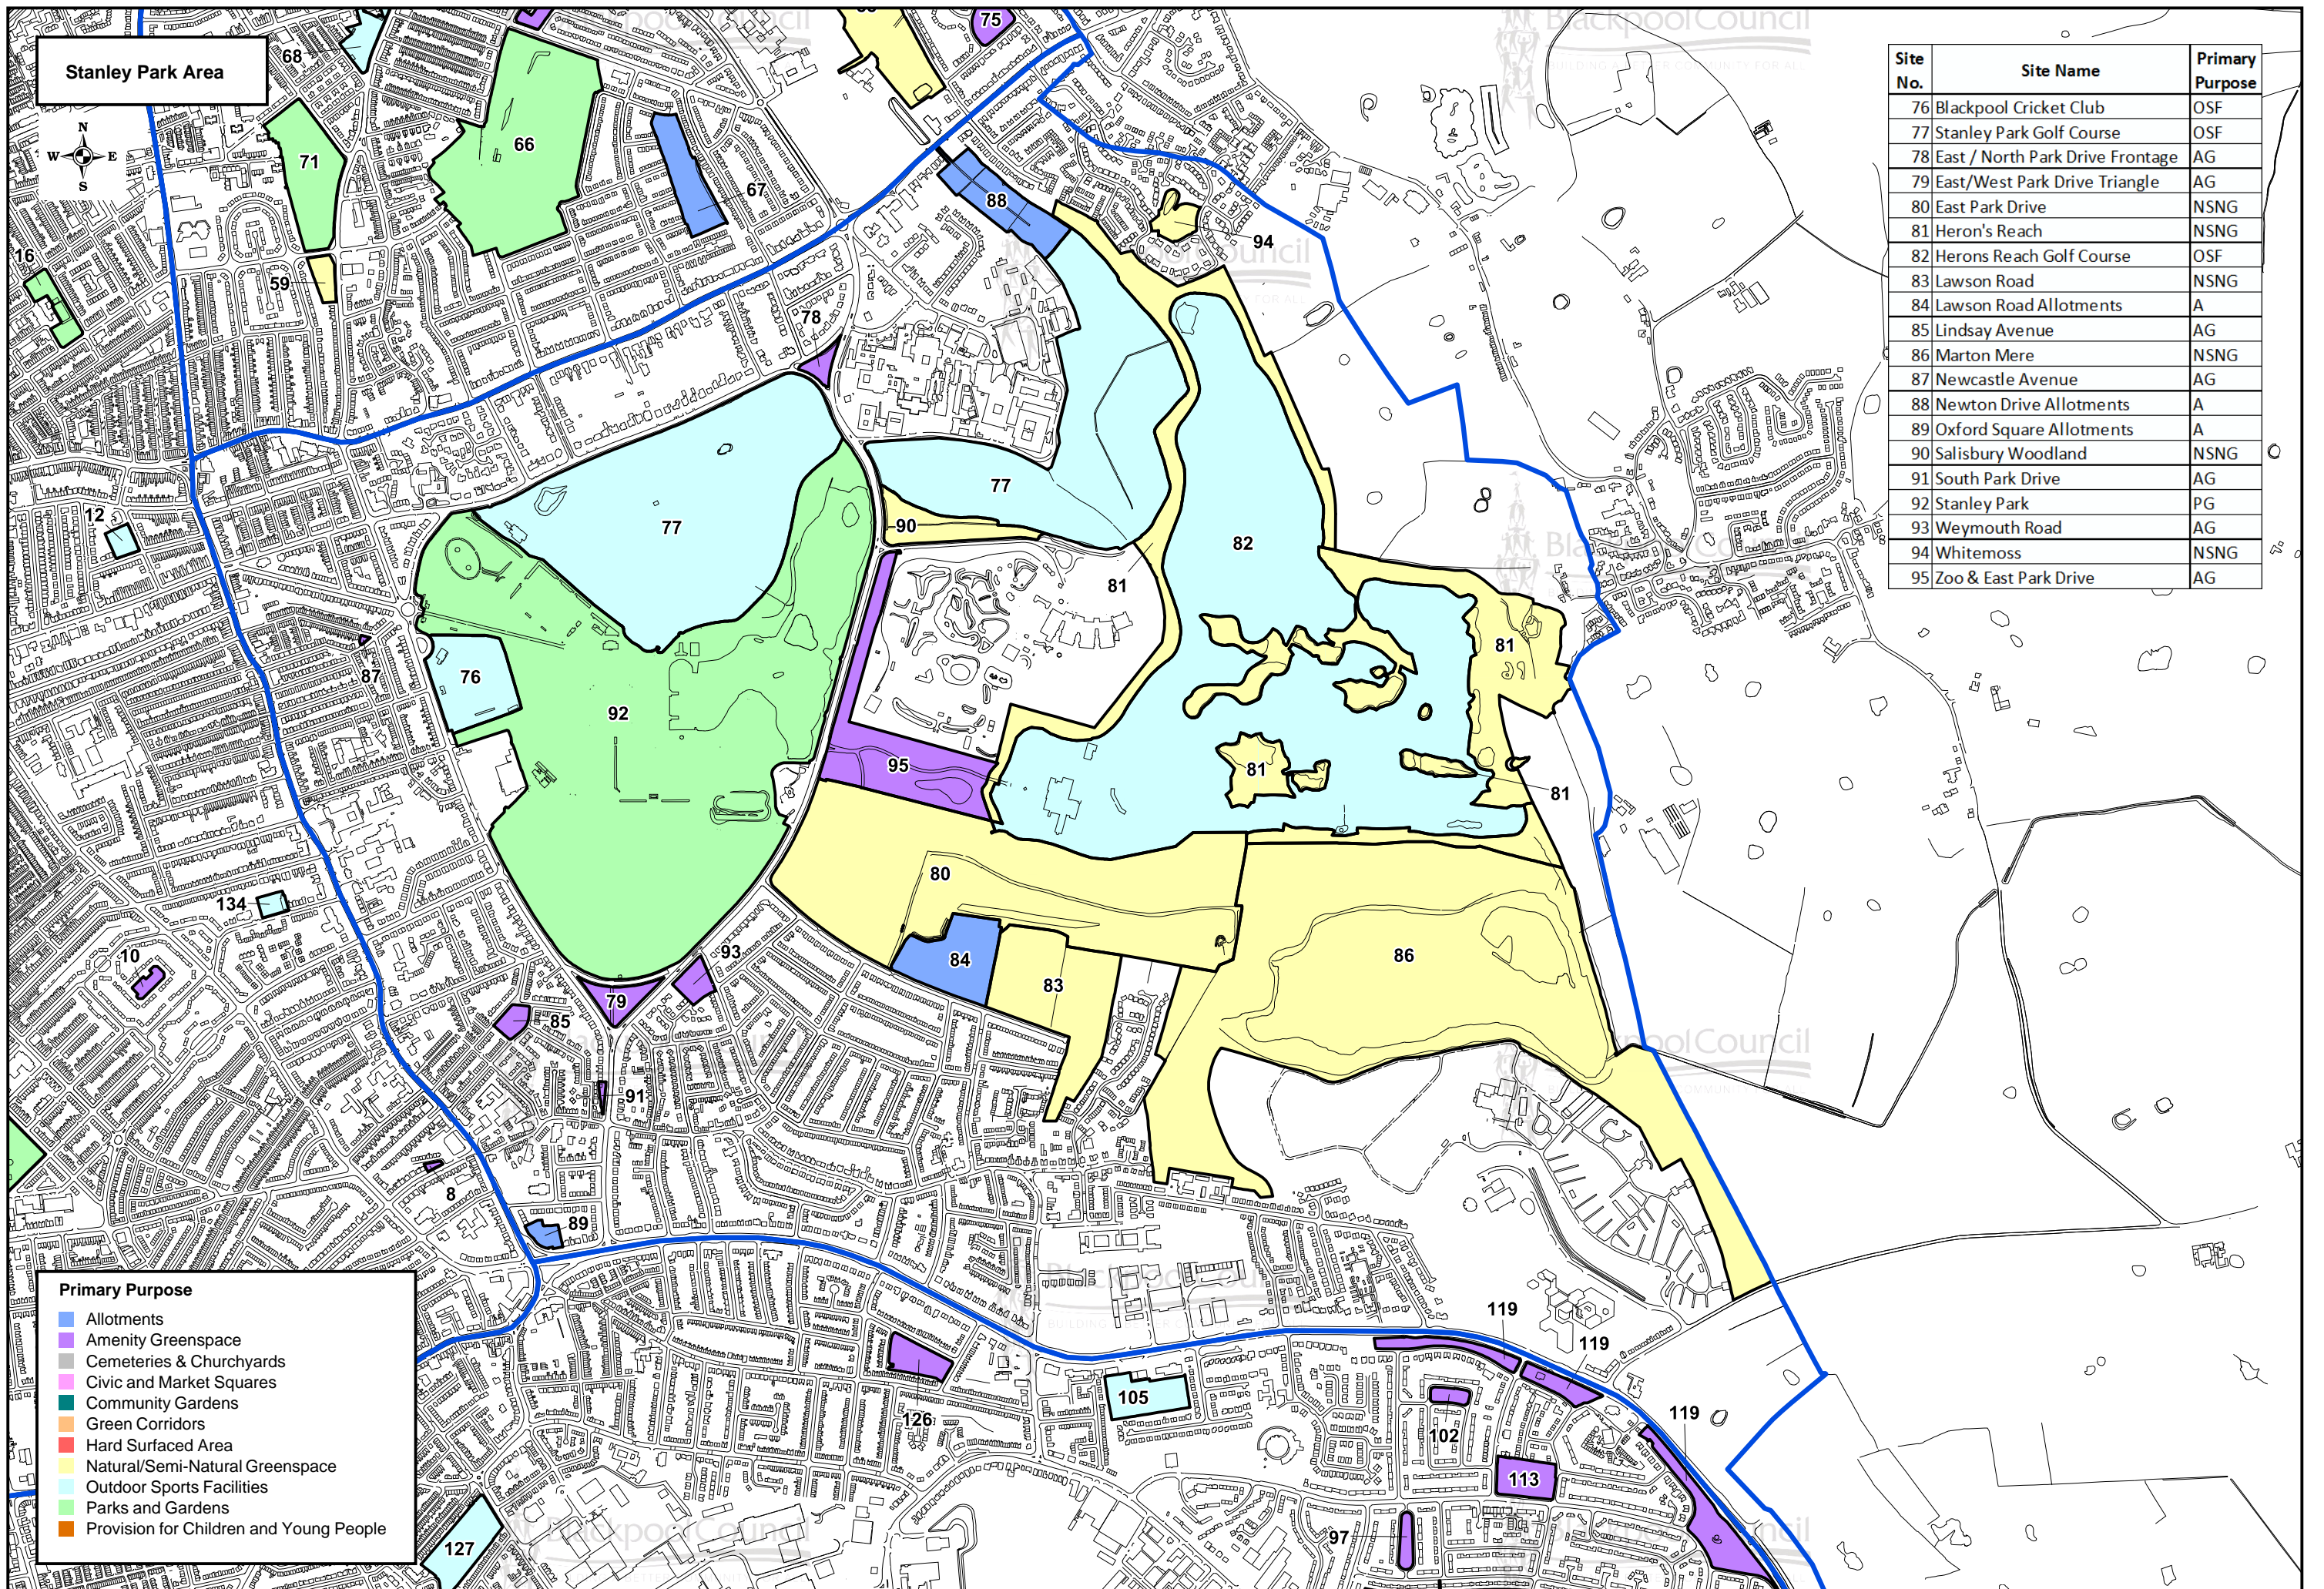 Stanley Park Area
N
W E
S
Site No. Site Name Primary Purpose
76 Blackpool Cricket Club OSF
77 Stanley Park Golf Course OSF
78 East / North Park Drive Frontage AG
79 East/West Park Drive Triangle AG
80 East Park Drive NSNG
81 Heron's Reach NSNG
82 Herons Reach Golf Course OSF
83 Lawson Road NSNG
84 Lawson Road Allotments A
85 Lindsay Avenue AG
86 Marton Mere NSNG
87 Newcastle Avenue AG
88 Newton Drive Allotments A
89 Oxford Square Allotments A
90 Salisbury Woodland NSNG
91 South Park Drive AG
92 Stanley Park PG
93 Weymouth Road AG
94 Whitemoss NSNG
95 Zoo & East Park Drive AG
68
75
71
66
67
88
94
16
59
78
77
77
12
90
82
81
81
76
87
92
95
81
81
134
80
10
93
84
83
86
79
85
91
8
89
119
119
105
126
102
119
113
97
127
Primary Purpose
Allotments
Amenity Greenspace
Cemeteries & Churchyards
Civic and Market Squares
Community Gardens
Green Corridors
Hard Surfaced Area
Natural/Semi-Natural Greenspace
Outdoor Sports Facilities
Parks and Gardens
Provision for Children and Young People
Blackpool Council
BUILDING A BETTER COMMUNITY FOR ALL